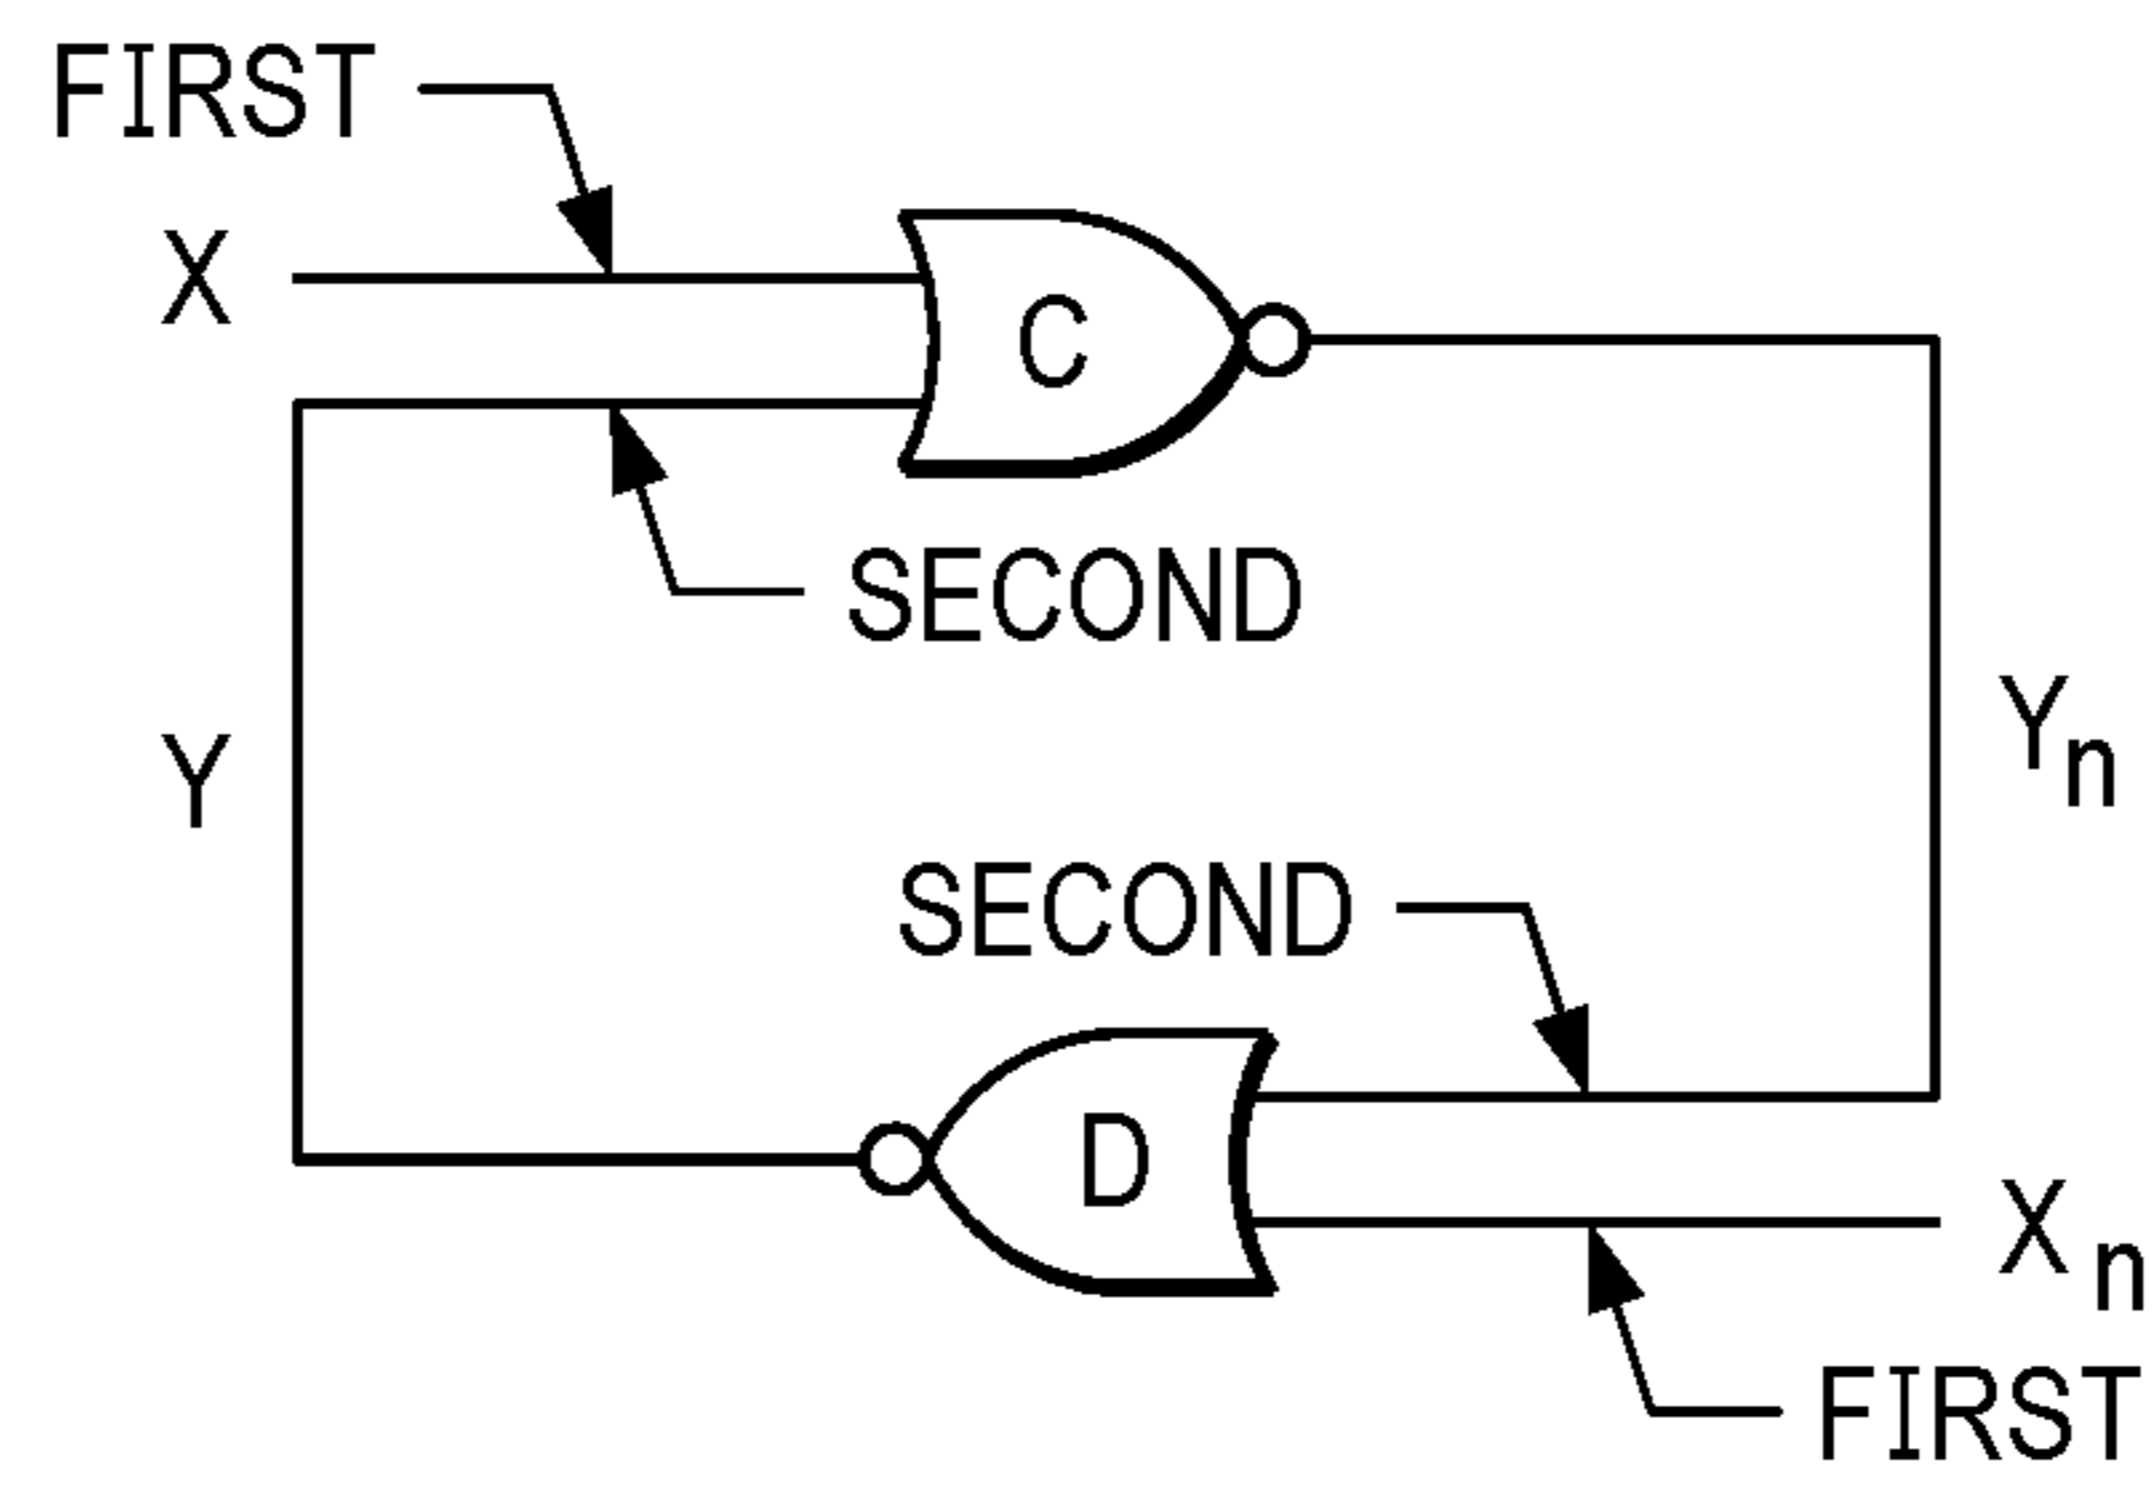 FIRST
X
C
SECOND
Y
Yn
SECOND
D
Xn
FIRST